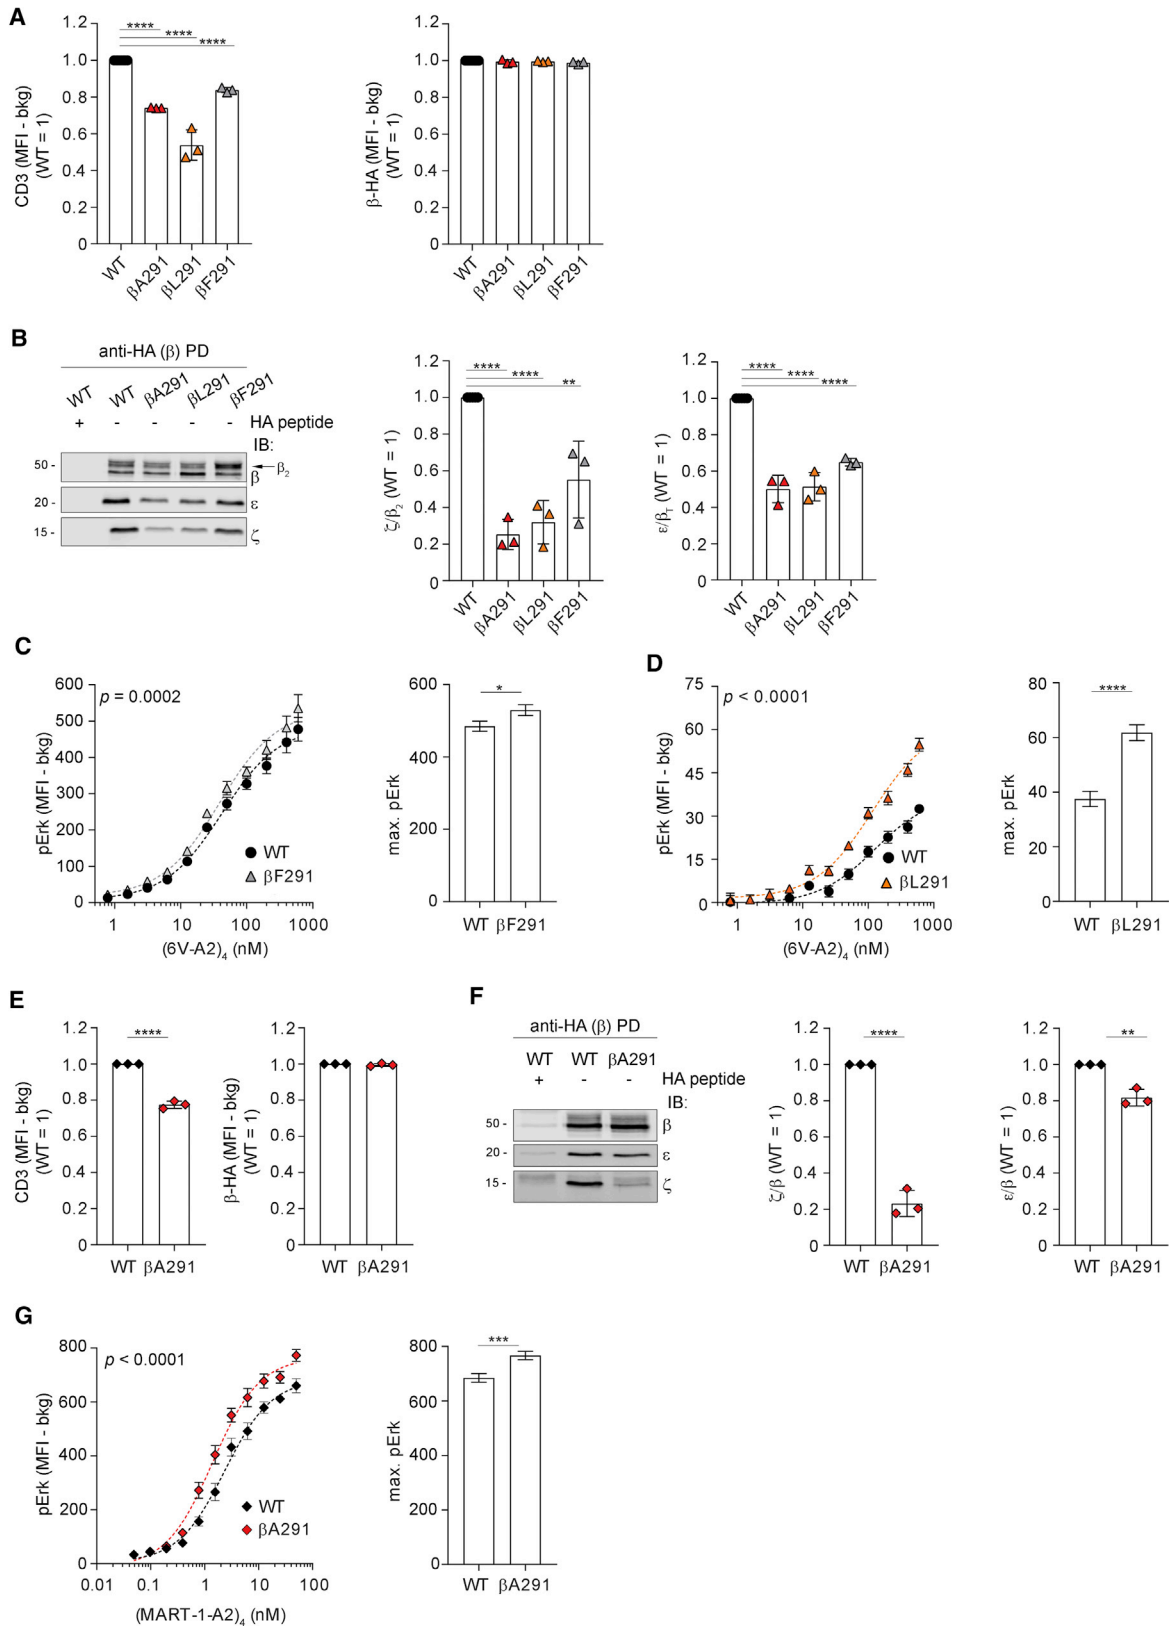 A
CD3 (MFI - bkg)
(WT = 1)
1.2
1.0
0.8
0.6
0.4
0.2
0
****
****
****
WT
βA291
βL291
βF291
β-HA (MFI - bkg)
(WT = 1)
1.2
1.0
0.8
0.6
0.4
0.2
0
WT
βA291
βL291
βF291
B
anti-HA (β) PD
WT WT βA291 βL291 βF291
+ - - - - HA peptide
IB:
50 -
β₂
β
20 - ε
15 - ζ
ζ/β₂ (WT = 1)
1.2
1.0
0.8
0.6
0.4
0.2
0
****
****
**
WT
βA291
βL291
βF291
ε/βT (WT = 1)
1.2
1.0
0.8
0.6
0.4
0.2
0
****
****
****
WT
βA291
βL291
βF291
C
pErk (MFI - bkg)
600
500
400
300
200
100
0
p = 0.0002
WT
βF291
1 10 100 1000
(6V-A2)₄ (nM)
max. pErk
600
400
200
0
*
WT βF291
D
pErk (MFI - bkg)
75
60
45
30
15
0
p < 0.0001
WT
βL291
1 10 100 1000
(6V-A2)₄ (nM)
max. pErk
80
60
40
20
0
****
WT βL291
E
CD3 (MFI - bkg)
(WT = 1)
1.2
1.0
0.8
0.6
0.4
0.2
0
****
WT βA291
β-HA (MFI - bkg)
(WT = 1)
1.2
1.0
0.8
0.6
0.4
0.2
0
WT βA291
F
anti-HA (β) PD
WT WT βA291
+ - - HA peptide
IB:
50 - β
20 - ε
15 - ζ
ζ/β (WT = 1)
1.2
1.0
0.8
0.6
0.4
0.2
0
****
WT βA291
ε/β (WT = 1)
1.2
1.0
0.8
0.6
0.4
0.2
0
**
WT βA291
G
pErk (MFI - bkg)
800
600
400
200
0
p < 0.0001
WT
βA291
0.01 0.1 1 10 100
(MART-1-A2)₄ (nM)
max. pErk
800
600
400
200
0
***
WT βA291